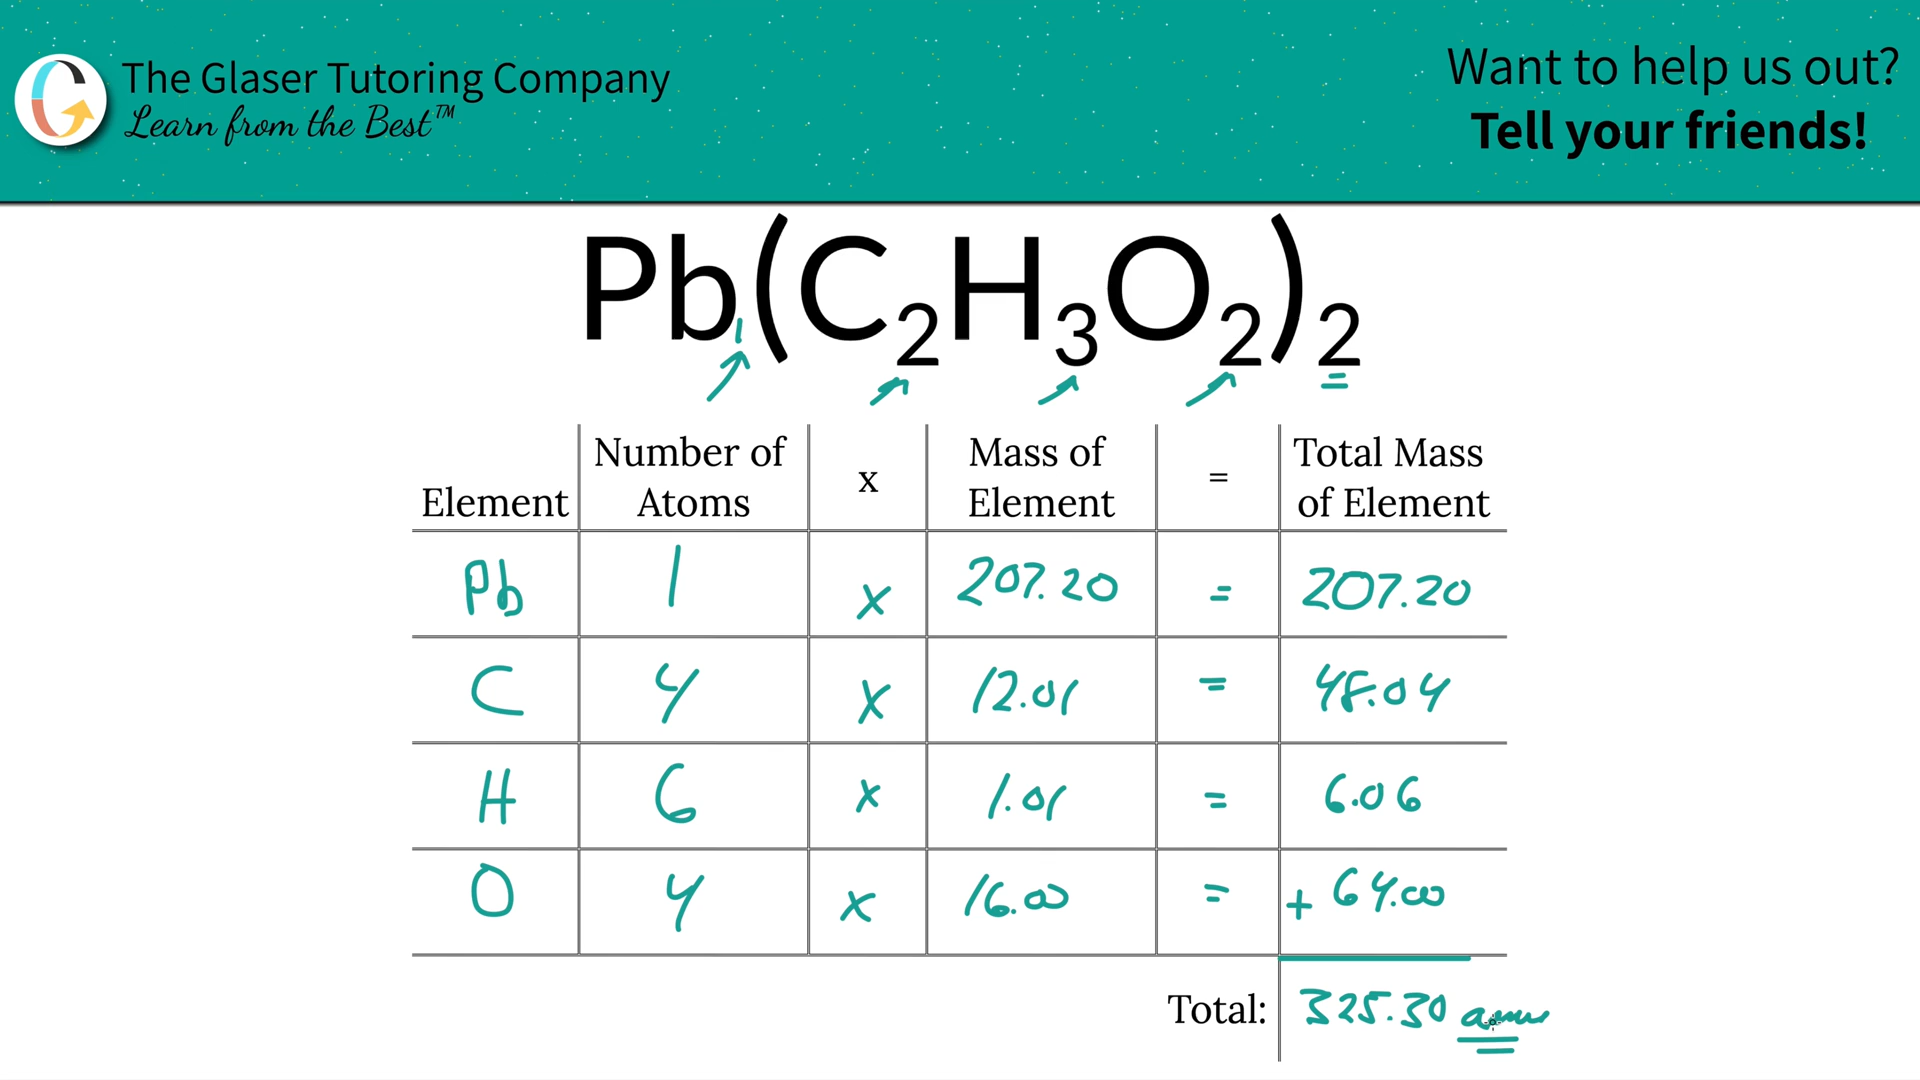 The Glaser Tutoring Company
Learn from the Best™
Want to help us out?
Tell your friends!
Pb₁(C₂H₃O₂)₂
Element Number of Atoms x Mass of Element = Total Mass of Element
Pb 1 x 207.20 = 207.20
C 4 x 12.01 = 48.04
H 6 x 1.01 = 6.06
O 4 x 16.00 = + 64.00
Total: 325.30 amu